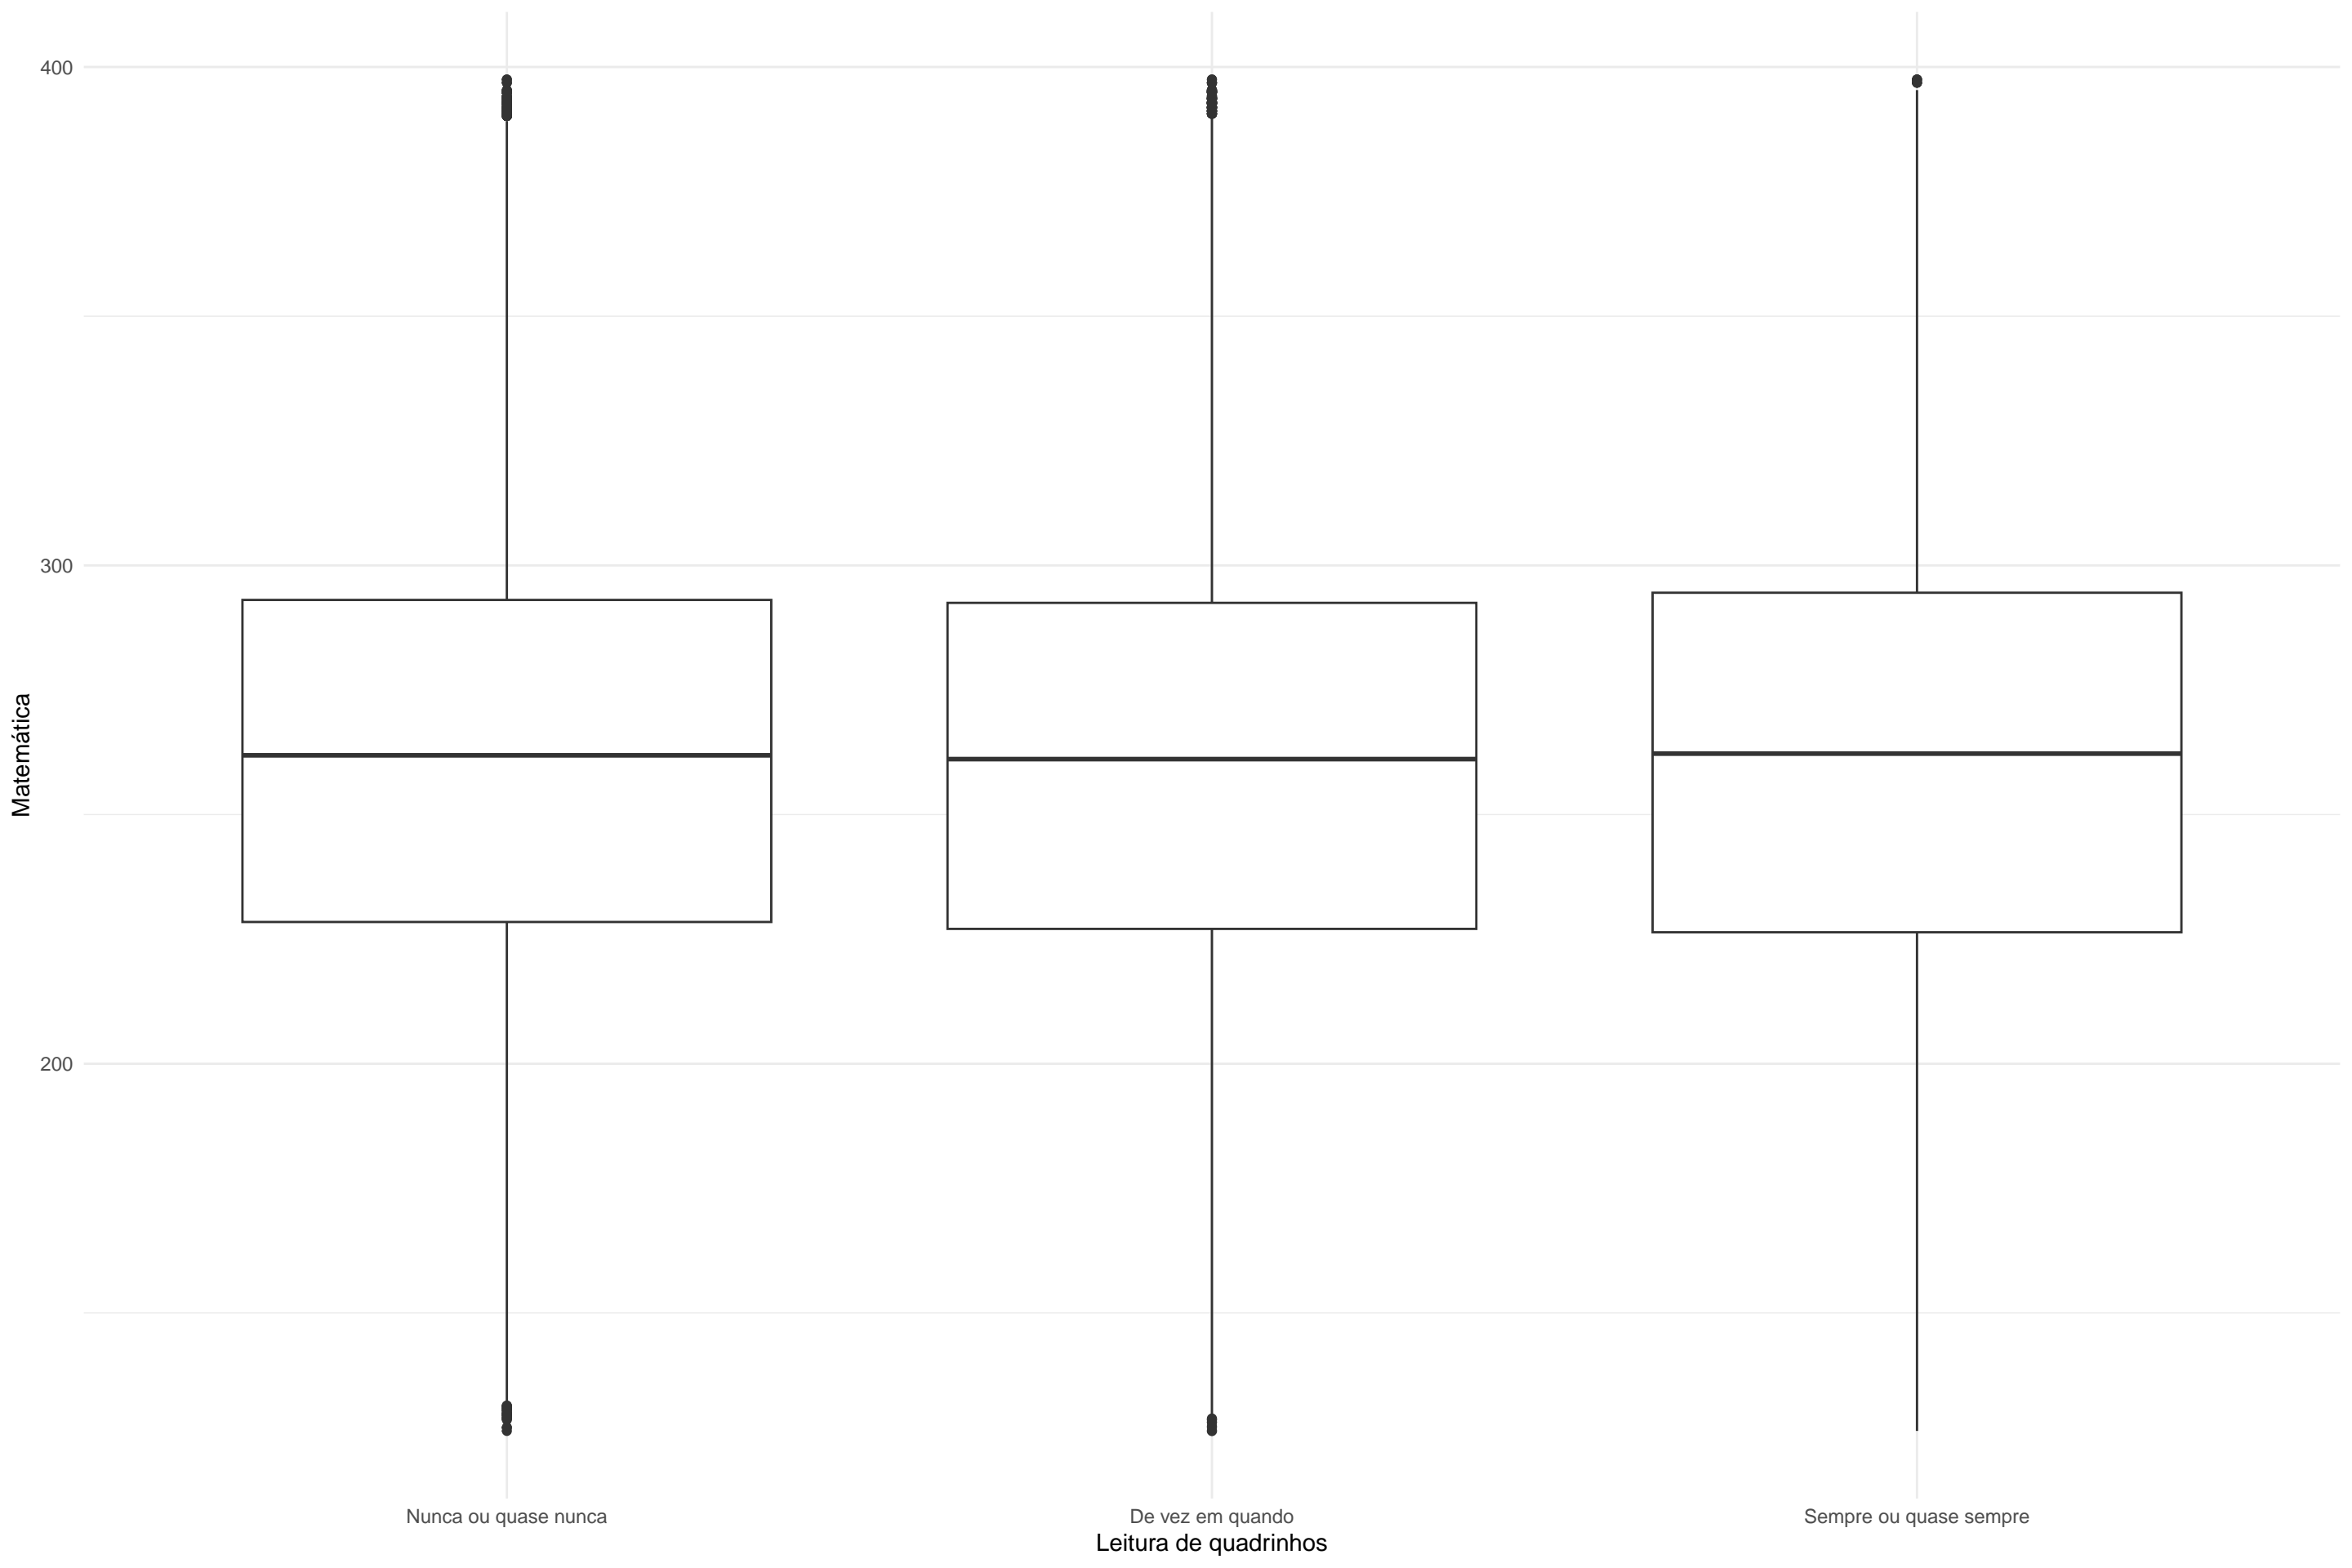 400
300
200
Matemática
Nunca ou quase nunca
De vez em quando
Sempre ou quase sempre
Leitura de quadrinhos